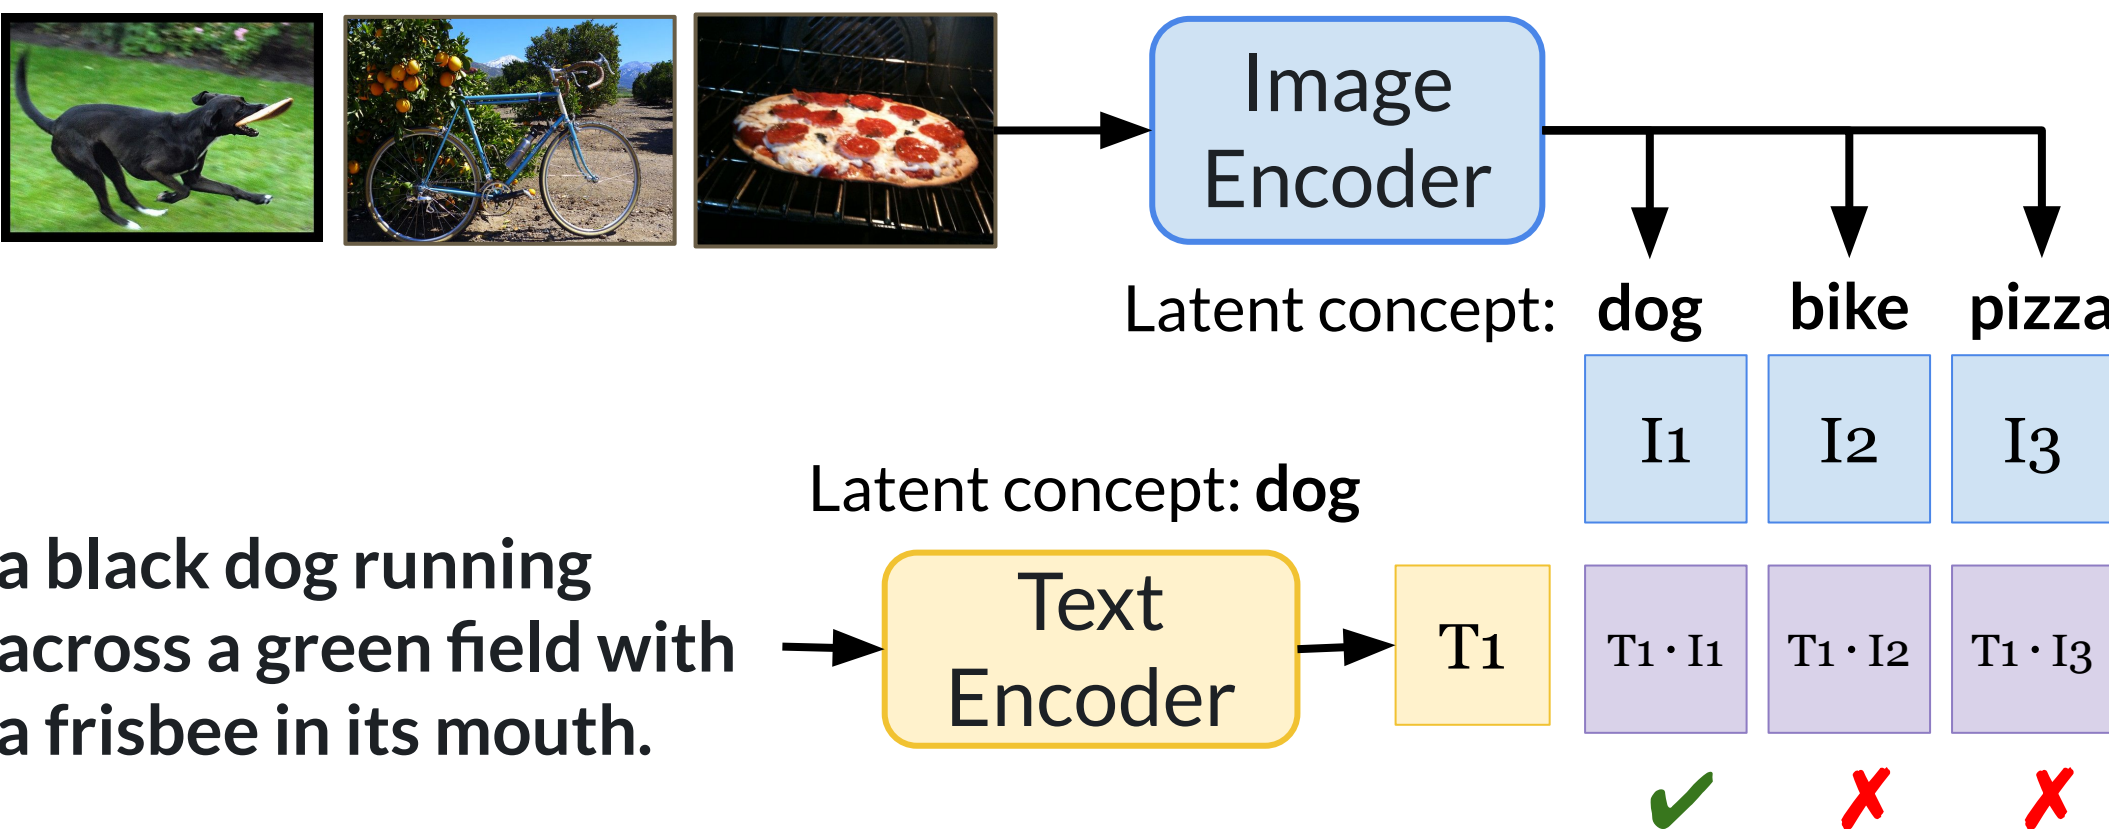 Image
Encoder
Latent concept: dog bike pizza
I1 I2 I3
Latent concept: dog
a black dog running
across a green field with
a frisbee in its mouth.
Text
Encoder
T1
T1 · I1 T1 · I2 T1 · I3
✔ ✗ ✗